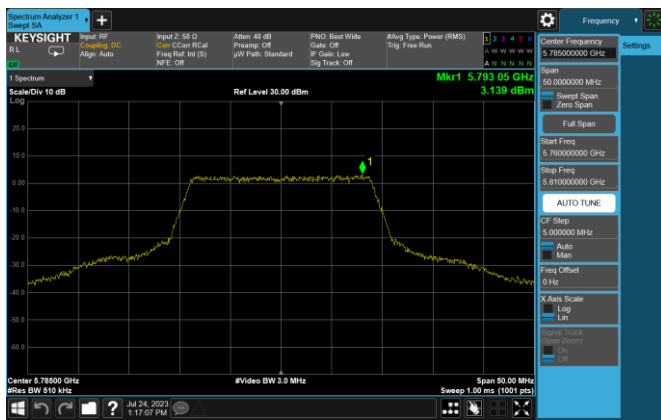 Spectrum Analyzer 1
Swept SA
+
Frequency
KEYSIGHT
RL
LXI
Input: RF
Coupling: DC
Align: Auto
Input Z: 50 Ω
Corr CCorr RCal
Freq Ref: Int (S)
NFE: Off
Atten: 40 dB
Preamp: Off
µW Path: Standard
PNO: Best Wide
Gate: Off
IF Gain: Low
Sig Track: Off
#Avg Type: Power (RMS)
Trig: Free Run
1 2 3 4 5 6
A W W W W W
A N N N N N
1 Spectrum
Scale/Div 10 dB
Log
Ref Level 30.00 dBm
Mkr1 5.793 05 GHz
3.139 dBm
1
20.0
10.0
0.00
-10.0
-20.0
-30.0
-40.0
-50.0
-60.0
Center 5.78500 GHz
#Res BW 510 kHz
#Video BW 3.0 MHz
Span 50.00 MHz
Sweep 1.00 ms (1001 pts)
Center Frequency
5.785000000 GHz
Settings
Span
50.0000000 MHz
Swept Span
Zero Span
Full Span
Start Freq
5.760000000 GHz
Stop Freq
5.810000000 GHz
AUTO TUNE
CF Step
5.000000 MHz
Auto
Man
Freq Offset
0 Hz
X Axis Scale
Log
Lin
Signal Track
(Span Zoom)
On
Off
?
Jul 24, 2023
1:17:07 PM